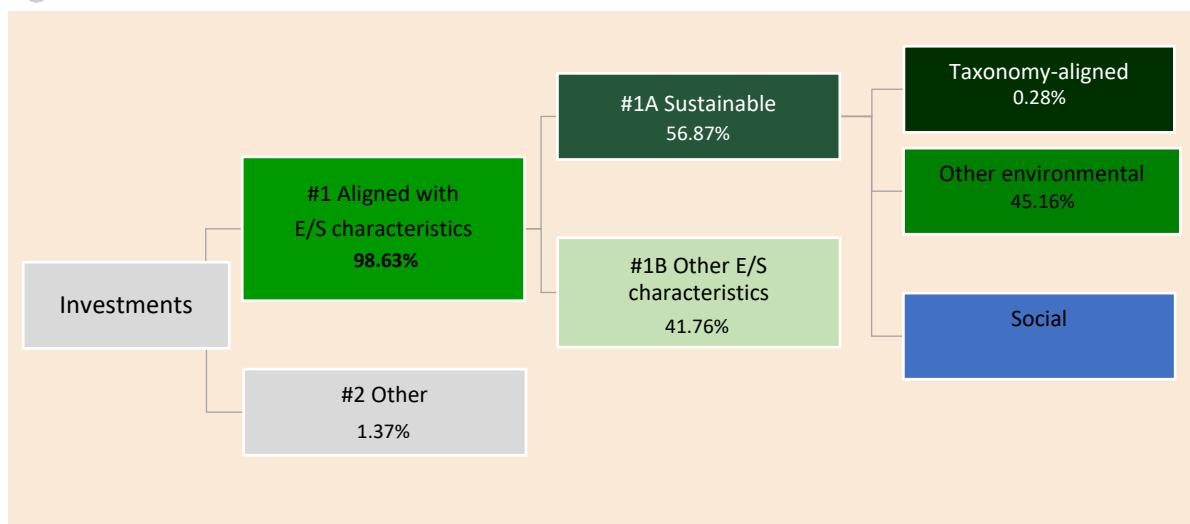 Investments
#1 Aligned with
E/S characteristics
98.63%
#2 Other
1.37%
#1A Sustainable
56.87%
#1B Other E/S
characteristics
41.76%
Taxonomy-aligned
0.28%
Other environmental
45.16%
Social